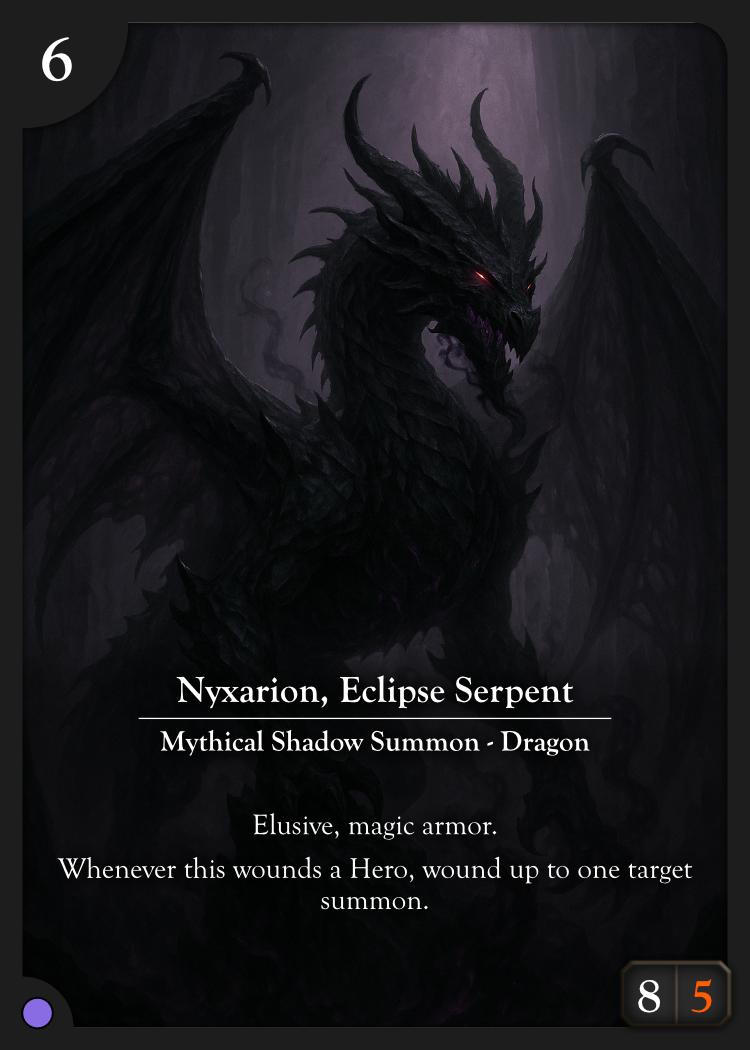 6
Nyxarion, Eclipse Serpent
Mythical Shadow Summon - Dragon
Elusive, magic armor.
Whenever this wounds a Hero, wound up to one target
summon.
8 5